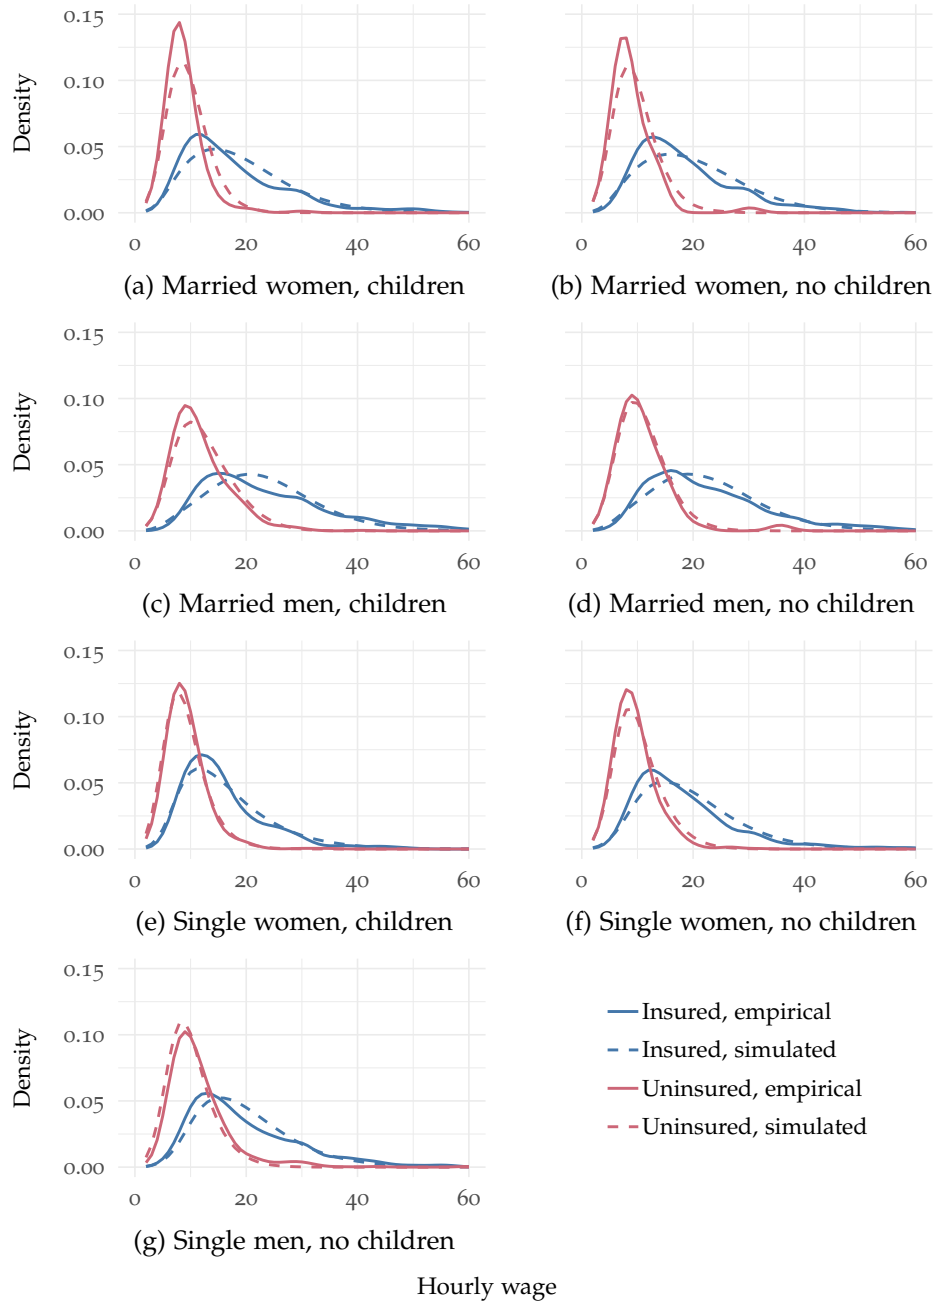 0.15
0.10
0.05
0.00
Density
0 20 40 60
(a) Married women, children
0 20 40 60
(b) Married women, no children
0.15
0.10
0.05
0.00
Density
0 20 40 60
(c) Married men, children
0 20 40 60
(d) Married men, no children
0.15
0.10
0.05
0.00
Density
0 20 40 60
(e) Single women, children
0 20 40 60
(f) Single women, no children
0.15
0.10
0.05
0.00
Density
0 20 40 60
(g) Single men, no children
Insured, empirical
Insured, simulated
Uninsured, empirical
Uninsured, simulated
Hourly wage